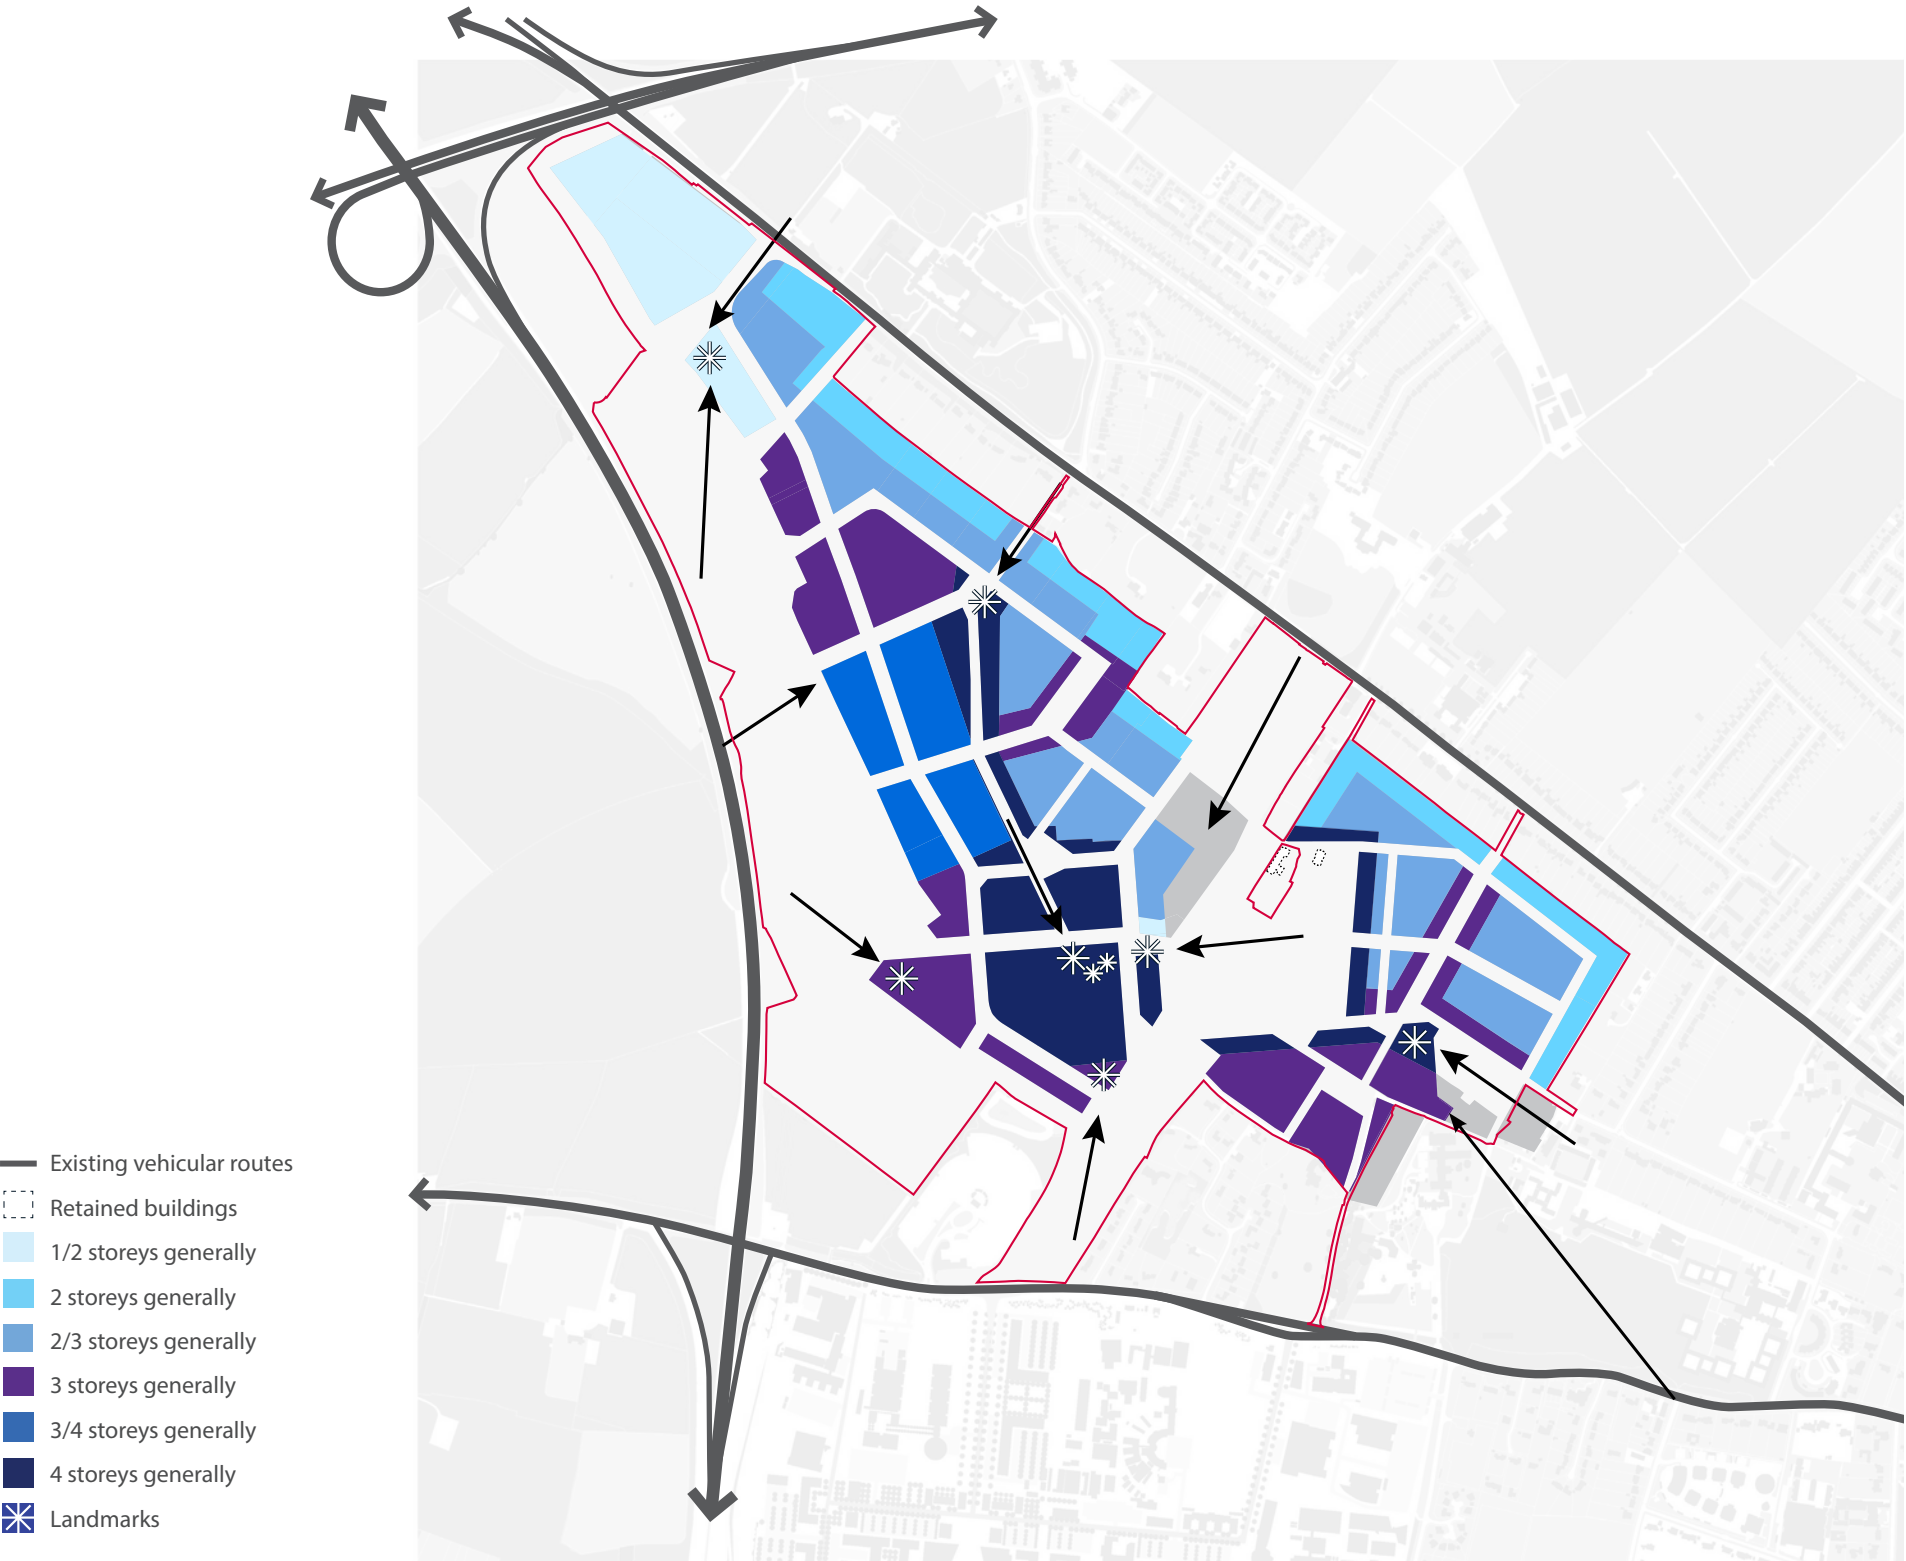 Existing vehicular routes
Retained buildings
1/2 storeys generally
2 storeys generally
2/3 storeys generally
3 storeys generally
3/4 storeys generally
4 storeys generally
Landmarks